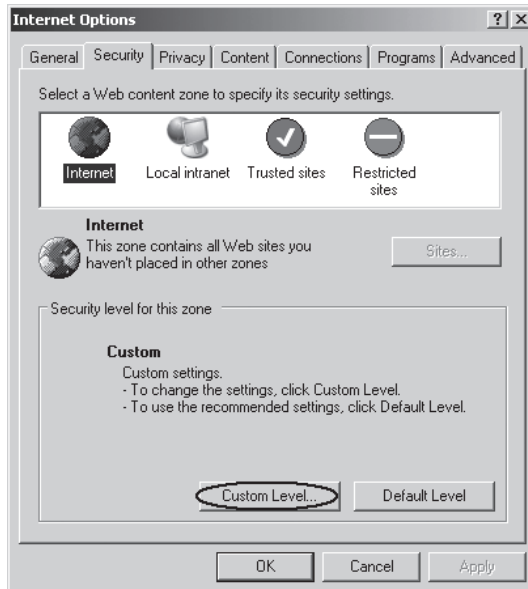 Internet Options
?
×
General Security Privacy Content Connections Programs Advanced
Select a Web content zone to specify its security settings.
Internet Local intranet Trusted sites Restricted
sites
Internet
This zone contains all Web sites you
haven't placed in other zones
Sites...
Security level for this zone
Custom
Custom settings.
- To change the settings, click Custom Level.
- To use the recommended settings, click Default Level.
Custom Level... Default Level
OK Cancel Apply